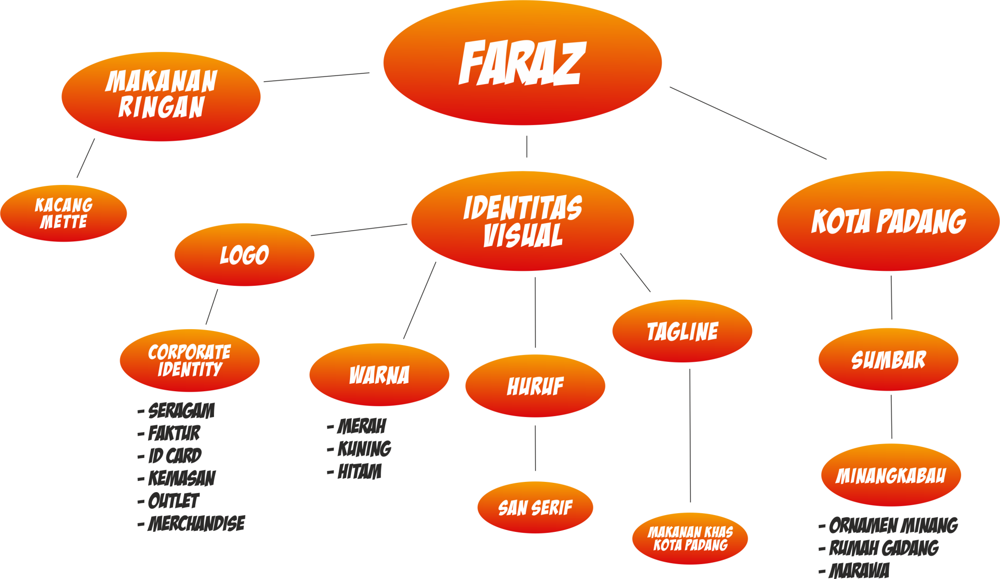 FARAZ
MAKANAN
RINGAN
KACANG
METTE
IDENTITAS
VISUAL
KOTA PADANG
LOGO
CORPORATE
IDENTITY
- SERAGAM
- FAKTUR
- ID CARD
- KEMASAN
- OUTLET
- MERCHANDISE
WARNA
- MERAH
- KUNING
- HITAM
HURUF
SAN SERIF
TAGLINE
MAKANAN KHAS
KOTA PADANG
SUMBAR
MINANGKABAU
- ORNAMEN MINANG
- RUMAH GADANG
- MARAWA